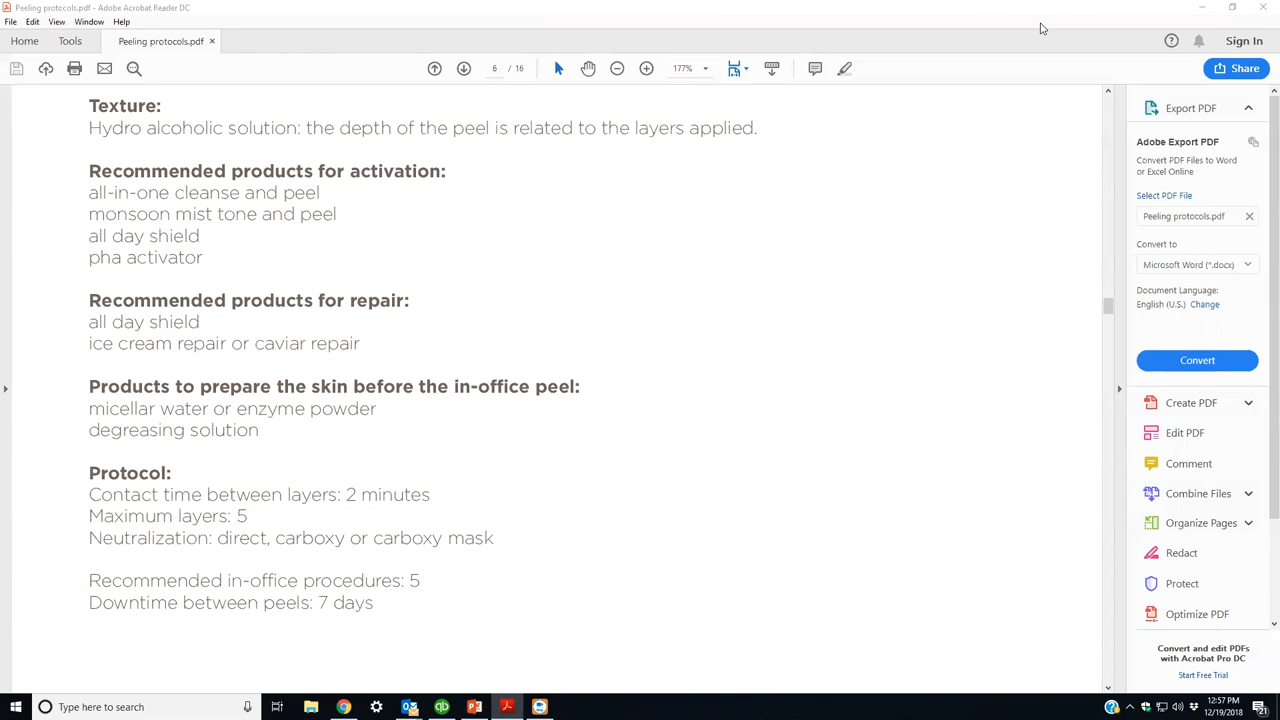 Peeling protocols.pdf - Adobe Acrobat Reader DC
File Edit View Window Help
Home Tools Peeling protocols.pdf × Sign In
6 / 16 177% Share
Texture:
Hydro alcoholic solution: the depth of the peel is related to the layers applied.
Recommended products for activation:
all-in-one cleanse and peel
monsoon mist tone and peel
all day shield
pha activator
Recommended products for repair:
all day shield
ice cream repair or caviar repair
Products to prepare the skin before the in-office peel:
micellar water or enzyme powder
degreasing solution
Protocol:
Contact time between layers: 2 minutes
Maximum layers: 5
Neutralization: direct, carboxy or carboxy mask
Recommended in-office procedures: 5
Downtime between peels: 7 days
Export PDF
Adobe Export PDF
Convert PDF Files to Word
or Excel Online
Select PDF File
Peeling protocols.pdf
Convert to
Microsoft Word (*.docx)
Document Language:
English (U.S.) Change
Convert
Create PDF
Edit PDF
Comment
Combine Files
Organize Pages
Redact
Protect
Optimize PDF
Convert and edit PDFs
with Acrobat Pro DC
Start Free Trial
Type here to search
12:57 PM
12/19/2018
21